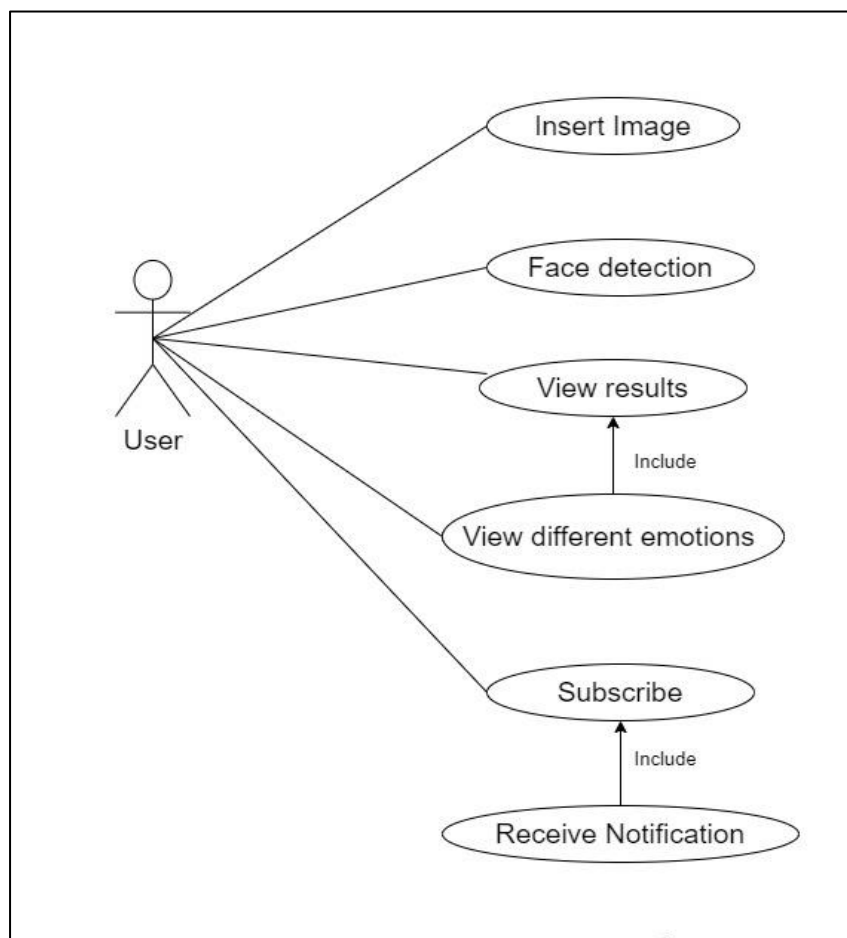 Insert Image
Face detection
View results
User
Include
View different emotions
Subscribe
Include
Receive Notification